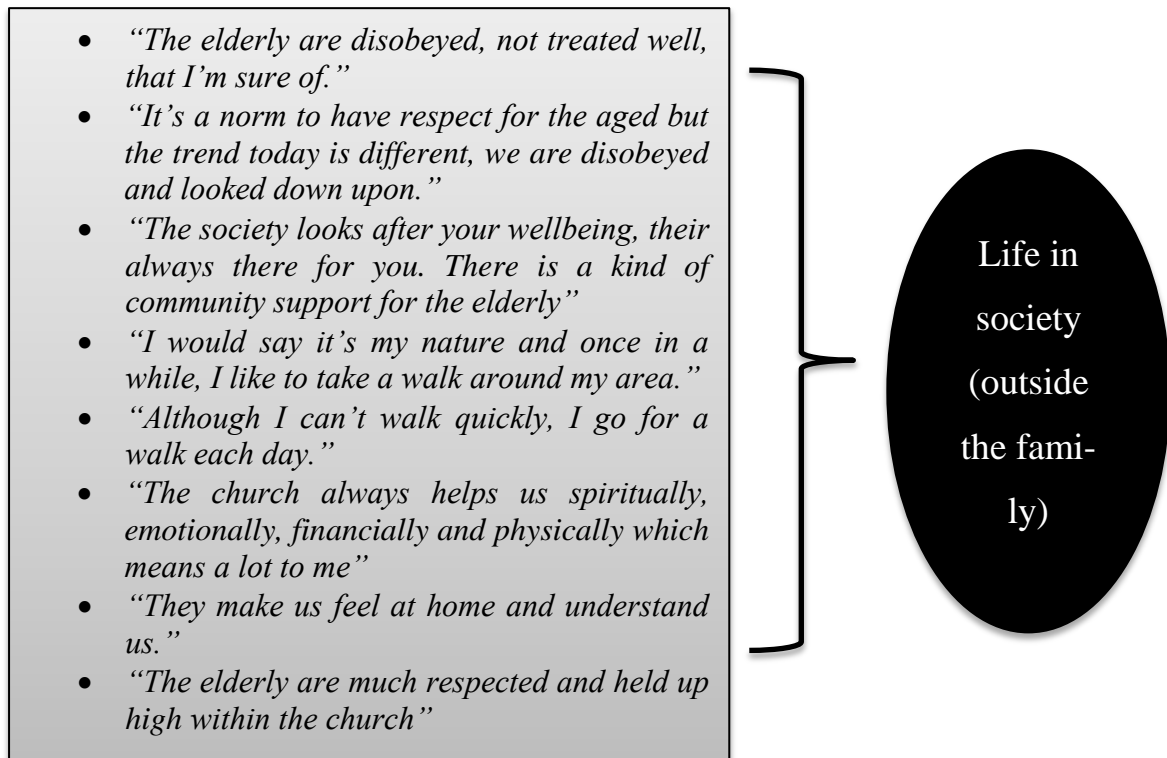 • “The elderly are disobeyed, not treated well,
that I’m sure of.”
• “It’s a norm to have respect for the aged but
the trend today is different, we are disobeyed
and looked down upon.”
• “The society looks after your wellbeing, their
always there for you. There is a kind of
community support for the elderly”
• “I would say it’s my nature and once in a
while, I like to take a walk around my area.”
• “Although I can’t walk quickly, I go for a
walk each day.”
• “The church always helps us spiritually,
emotionally, financially and physically which
means a lot to me”
• “They make us feel at home and understand
us.”
• “The elderly are much respected and held up
high within the church”
Life in
society
(outside
the fami-
ly)